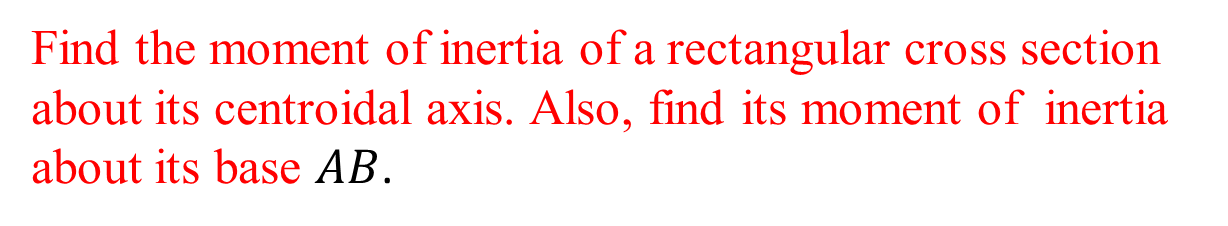 Find the moment of inertia of a rectangular cross section
about its centroidal axis. Also, find its moment of inertia
about its base AB.